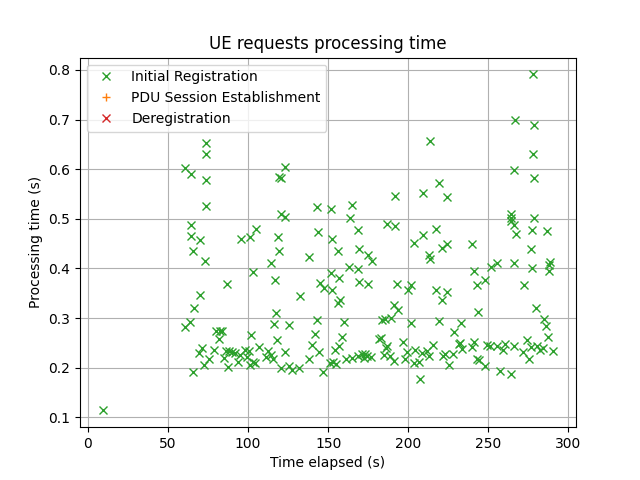 UE requests processing time
Initial Registration
PDU Session Establishment
Deregistration
0.8
0.7
0.6
0.5
0.4
0.3
0.2
0.1
Processing time (s)
0 50 100 150 200 250 300
Time elapsed (s)